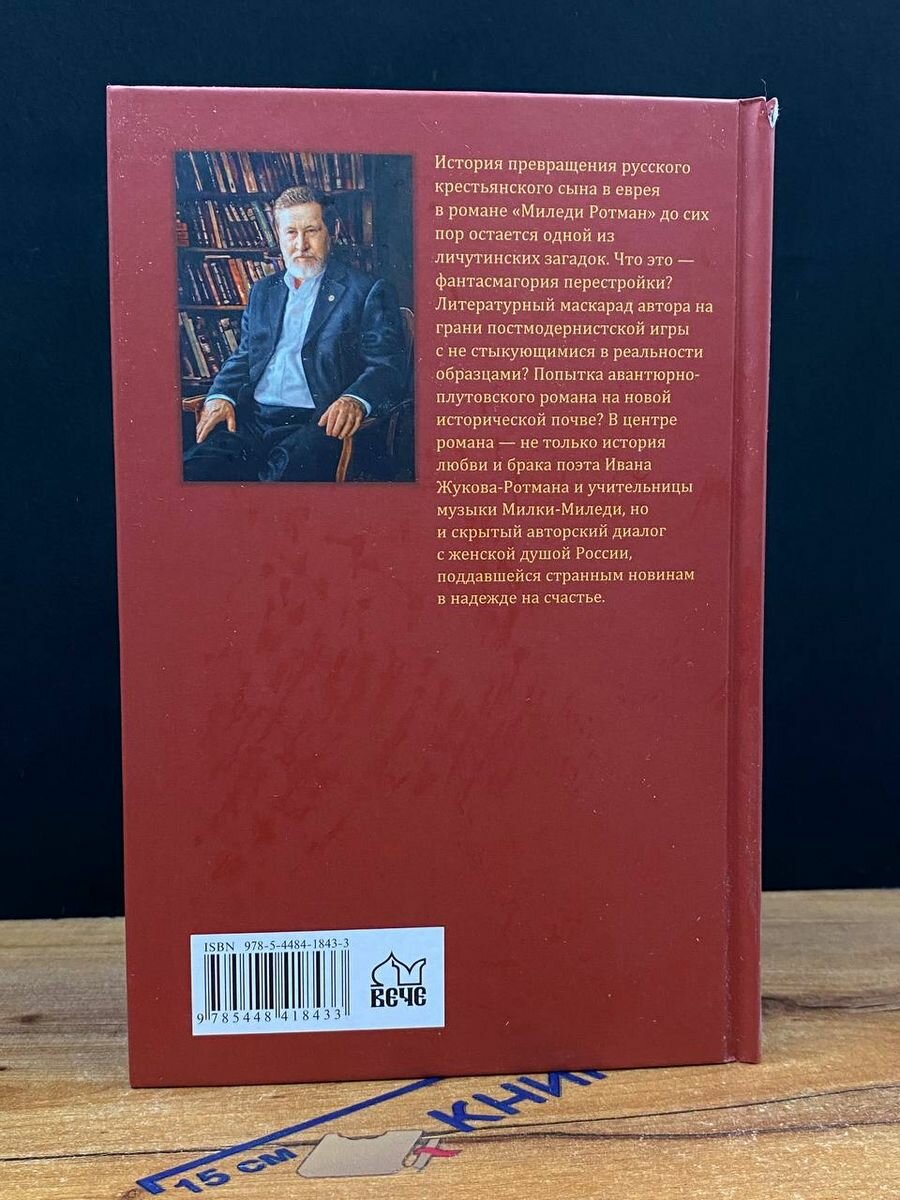 История превращения русского
крестьянского сына в еврея
в романе «Миледи Ротман» до сих
пор остается одной из
личутинских загадок. Что это —
фантасмагория перестройки?
Литературный маскарад автора на
грани постмодернистской игры
с не стыкующимися в реальности
образцами? Попытка авантюрно-
плутовского романа на новой
исторической почве? В центре
романа — не только история
любви и брака поэта Ивана
Жукова-Ротмана и учительницы
музыки Милки-Миледи, но
и скрытый авторский диалог
с женской душой России,
поддавшейся странным новинам
в надежде на счастье.
ISBN 978-5-4484-1843-3
9 785448 418433
ВЕЧЕ
15 см